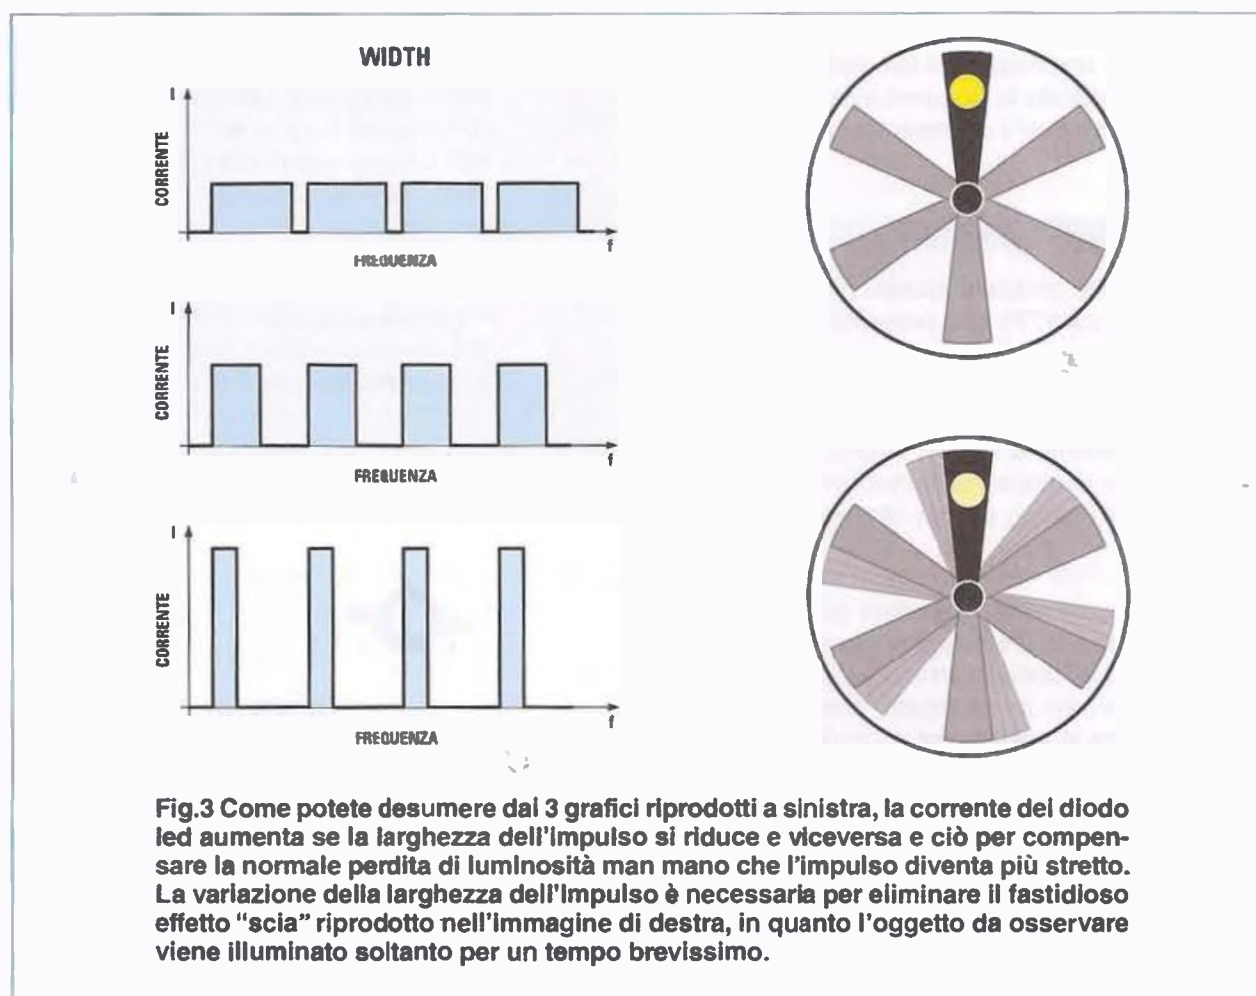 WIDTH
I
CORRENTE
f
FREQUENZA
I
CORRENTE
f
FREQUENZA
I
CORRENTE
f
FREQUENZA
Fig.3 Come potete desumere dai 3 grafici riprodotti a sinistra, la corrente del diodo
led aumenta se la larghezza dell'impulso si riduce e viceversa e ciò per compen-
sare la normale perdita di luminosità man mano che l'impulso diventa più stretto.
La variazione della larghezza dell'impulso è necessaria per eliminare il fastidioso
effetto "scia" riprodotto nell'immagine di destra, in quanto l'oggetto da osservare
viene illuminato soltanto per un tempo brevissimo.